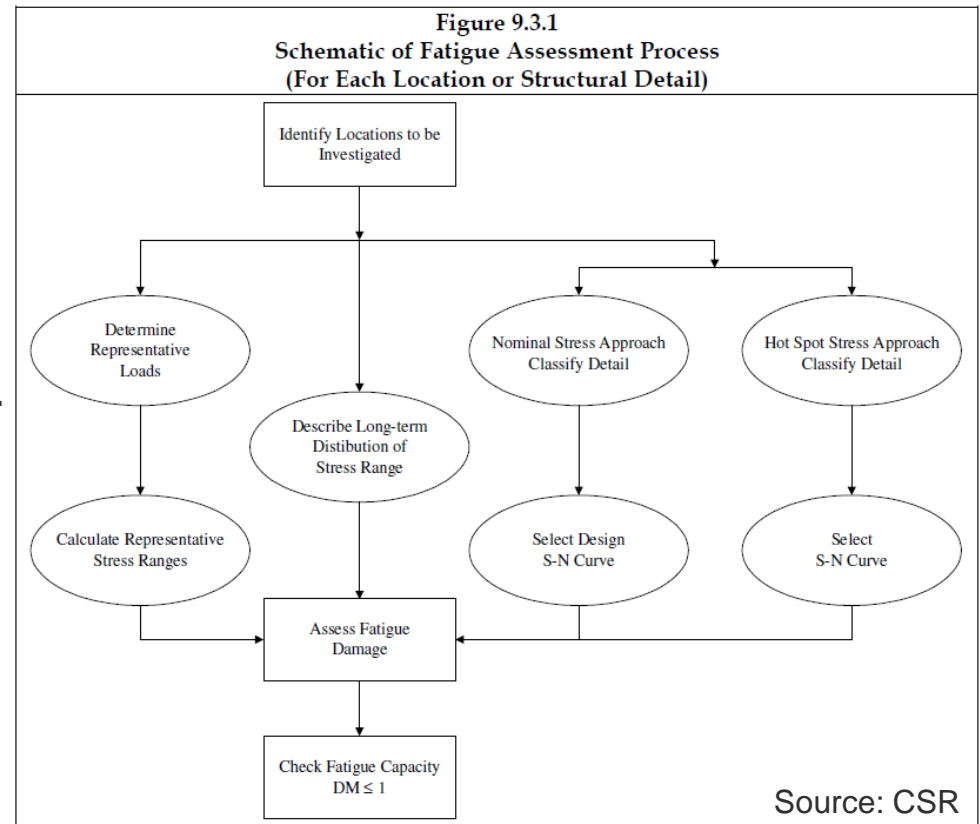 Figure 9.3.1
Schematic of Fatigue Assessment Process
(For Each Location or Structural Detail)
Identify Locations to be
Investigated
Determine
Representative
Loads
Nominal Stress Approach
Classify Detail
Hot Spot Stress Approach
Classify Detail
Describe Long-term
Distibution of
Stress Range
Calculate Representative
Stress Ranges
Select Design
S-N Curve
Select
S-N Curve
Assess Fatigue
Damage
Check Fatigue Capacity
DM ≤ 1
Source: CSR